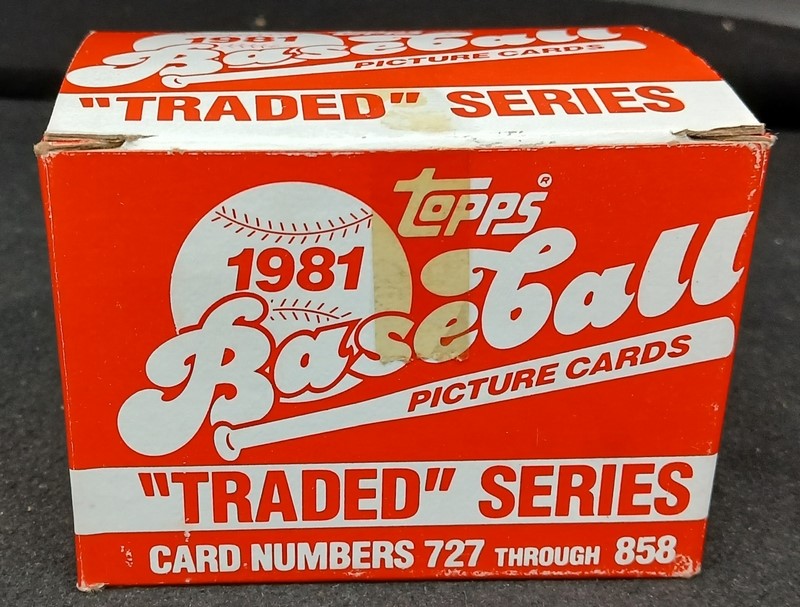 1981
Baseball
PICTURE CARDS
"TRADED" SERIES
TOPPS®
1981
Baseball
PICTURE CARDS
"TRADED" SERIES
CARD NUMBERS 727 THROUGH 858